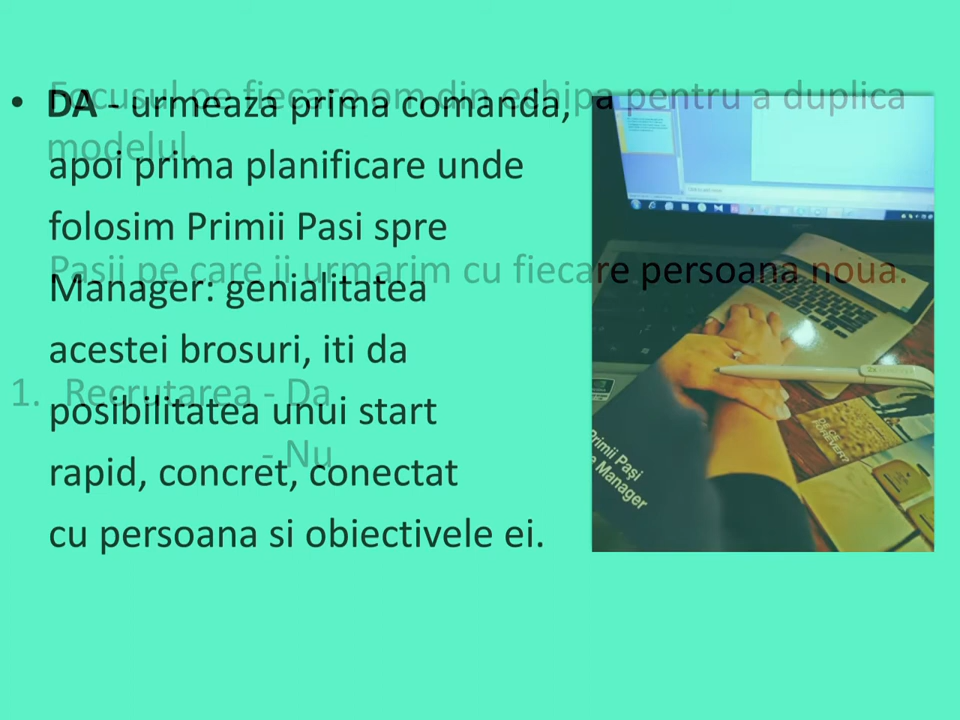 Focusul pe fiecare om din echipa pentru a duplica
modelul.
Pasii pe care ii urmarim cu fiecare persoana noua.
1. Recrutarea - Da
- Nu
• DA - urmeaza prima comanda,
apoi prima planificare unde
folosim Primii Pasi spre
Manager: genialitatea
acestei brosuri, iti da
posibilitatea unui start
rapid, concret, conectat
cu persoana si obiectivele ei.
Primii Paşi
Manager
FOREVER